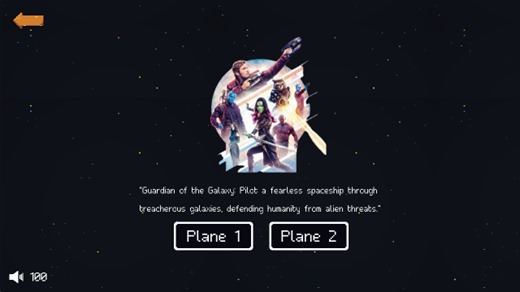 "Guardian of the Galaxy: Pilot a fearless spaceship through
treacherous galaxies, defending humanity from alien threats."
Plane 1 Plane 2
100